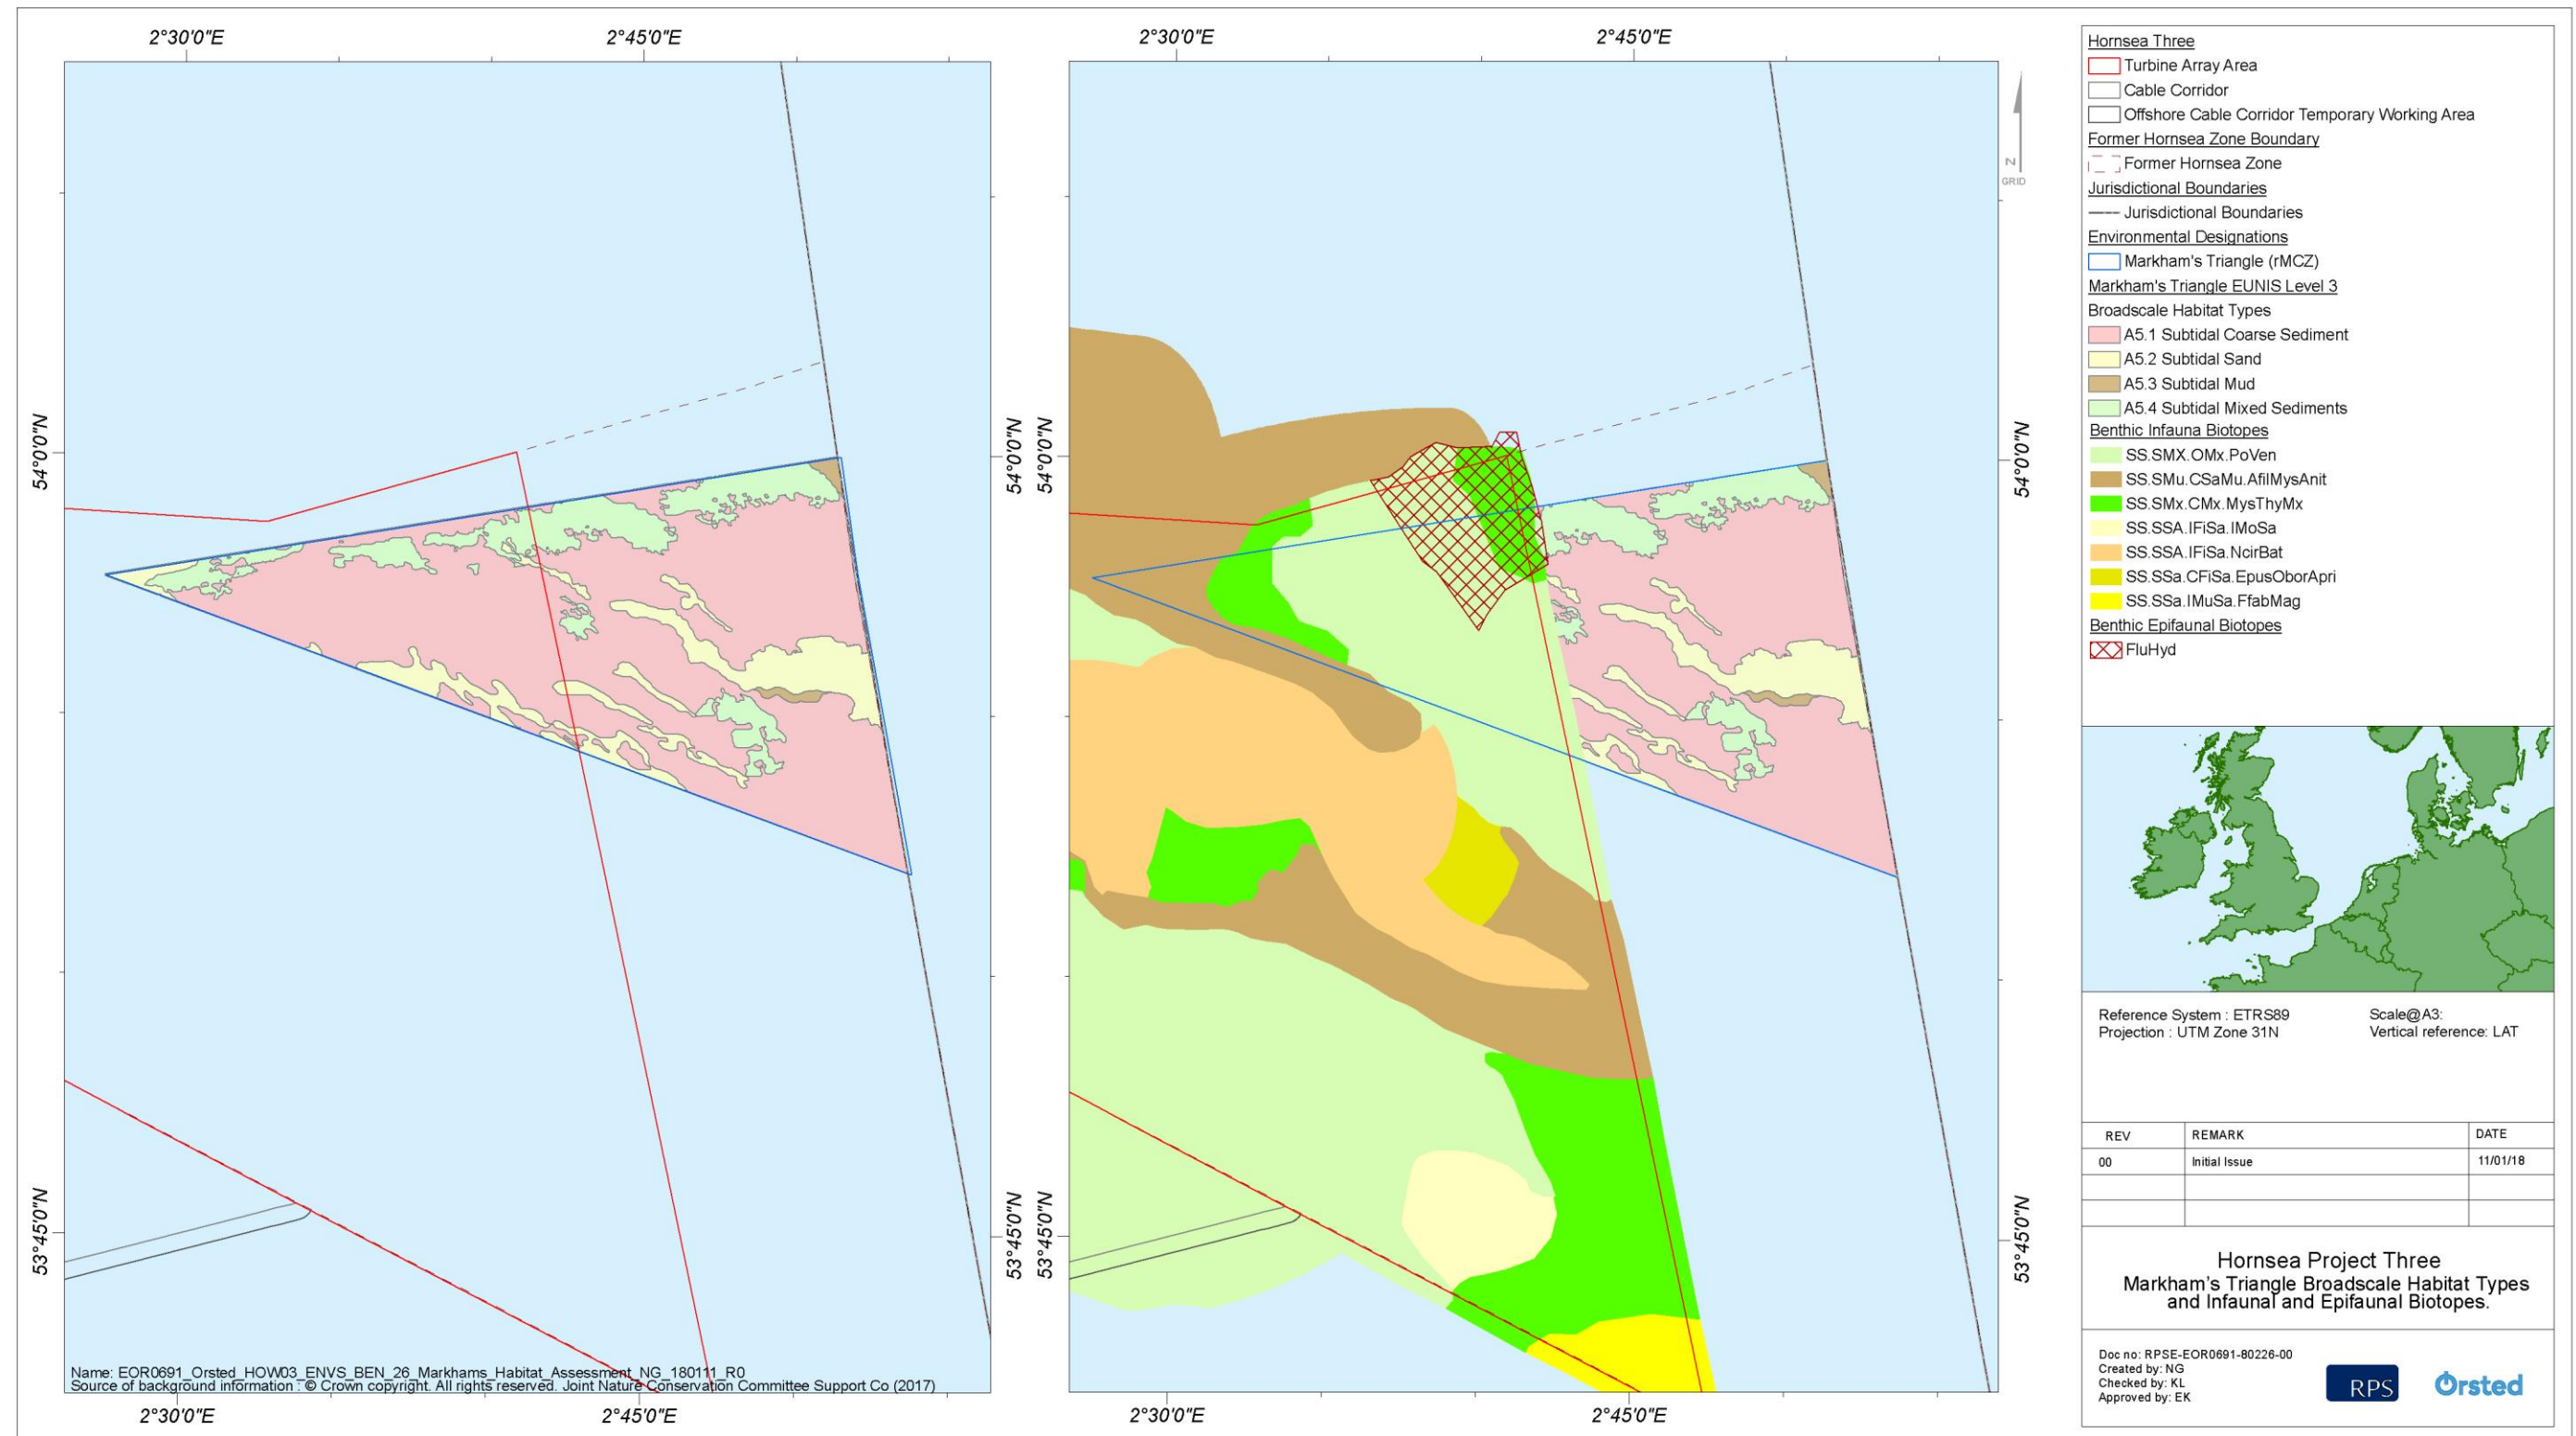 2°30'0"E
2°45'0"E
2°30'0"E
2°45'0"E
54°0'0"N
53°45'0"N
54°0'0"N
53°45'0"N
54°0'0"N
53°45'0"N
54°0'0"N
53°45'0"N
N
GRID
Name: EOR0691_Orsted_HOW03_ENVS_BEN_26_Markhams_Habitat_Assessment_NG_180111_R0
Source of background information : © Crown copyright. All rights reserved. Joint Nature Conservation Committee Support Co (2017)
2°30'0"E
2°45'0"E
2°30'0"E
2°45'0"E
Hornsea Three
Turbine Array Area
Cable Corridor
Offshore Cable Corridor Temporary Working Area
Former Hornsea Zone Boundary
Former Hornsea Zone
Jurisdictional Boundaries
Jurisdictional Boundaries
Environmental Designations
Markham's Triangle (rMCZ)
Markham's Triangle EUNIS Level 3
Broadscale Habitat Types
A5.1 Subtidal Coarse Sediment
A5.2 Subtidal Sand
A5.3 Subtidal Mud
A5.4 Subtidal Mixed Sediments
Benthic Infauna Biotopes
SS.SMX.OMx.PoVen
SS.SMu.CSaMu.AfilMysAnit
SS.SMx.CMx.MysThyMx
SS.SSA.IFiSa.IMoSa
SS.SSA.IFiSa.NcirBat
SS.SSa.CFiSa.EpusOborApri
SS.SSa.IMuSa.FfabMag
Benthic Epifaunal Biotopes
FluHyd
Reference System : ETRS89
Projection : UTM Zone 31N
Scale@A3:
Vertical reference: LAT
REV REMARK DATE
00 Initial Issue 11/01/18
Hornsea Project Three
Markham's Triangle Broadscale Habitat Types
and Infaunal and Epifaunal Biotopes.
Doc no: RPSE-EOR0691-80226-00
Created by: NG
Checked by: KL
Approved by: EK
RPS
Ørsted